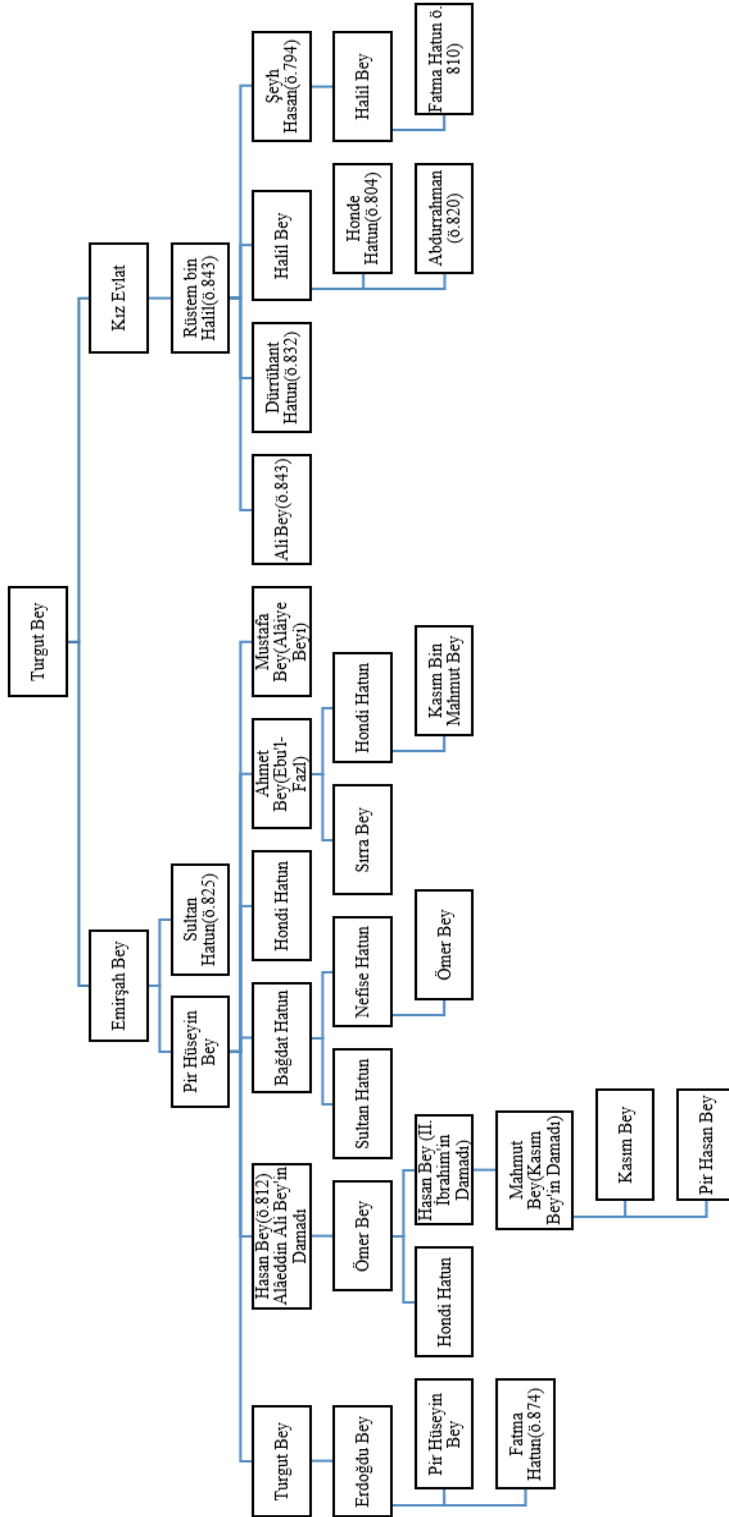 Turgut Bey
Emirşah Bey
Kız Evlat
Pir Hüseyin
Bey
Sultan
Hatun(ö.825)
Rüstem bin
Halil(ö.843)
Turgut Bey
Hasan Bey(ö.812)
Alâeddin Ali Bey'in
Damadı
Bağdat Hatun
Hondi Hatun
Ahmet
Bey(Ebu'l-
Fazl)
Mustafa
Bey(Alâiye
Beyi)
Ali Bey(ö.843)
Dürrühant
Hatun(ö.832)
Halil Bey
Şeyh
Hasan(ö.794)
Erdoğdu Bey
Ömer Bey
Sultan Hatun
Nefise Hatun
Sırra Bey
Hondi Hatun
Honde
Hatun(ö.804)
Halil Bey
Pir Hüseyin
Bey
Hondi Hatun
Hasan Bey (II.
İbrahim'in
Damadı)
Ömer Bey
Kasım Bin
Mahmut Bey
Abdurrahman
(ö.820)
Fatma Hatun ö.
810)
Fatma
Hatun(ö.874)
Mahmut
Bey(Kasım
Bey'in Damadı)
Kasım Bey
Pir Hasan Bey